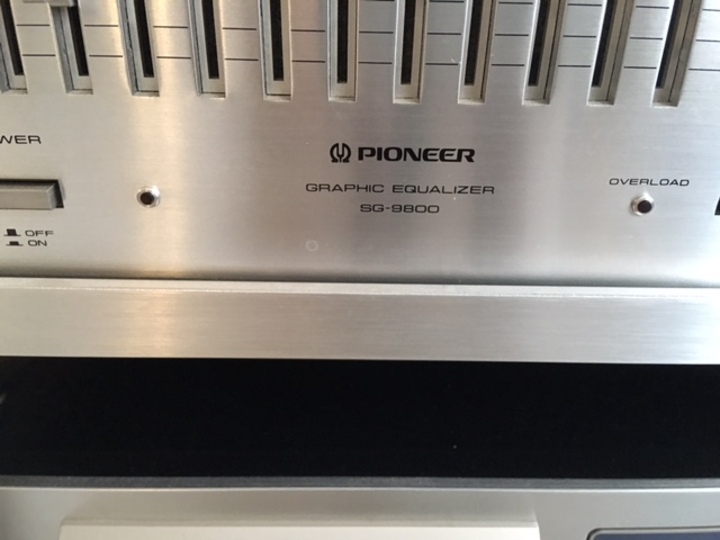 WER
PIONEER
GRAPHIC EQUALIZER
SG-9800
OVERLOAD
OFF
ON